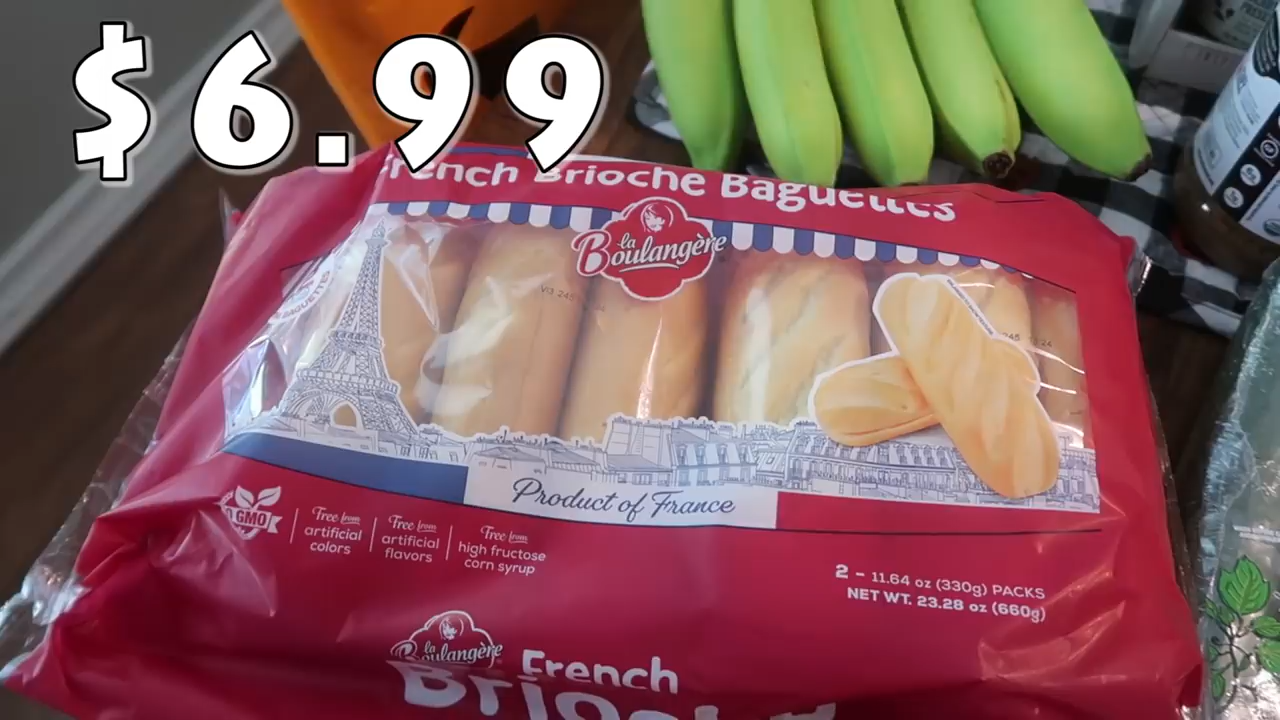 $6.99
French Brioche Baguettes
la
Boulangère
Product of France
GMO
Free from
artificial
colors
Free from
artificial
flavors
Free from
high fructose
corn syrup
2 - 11.64 oz (330g) PACKS
NET WT. 23.28 oz (660g)
la
Boulangère
French